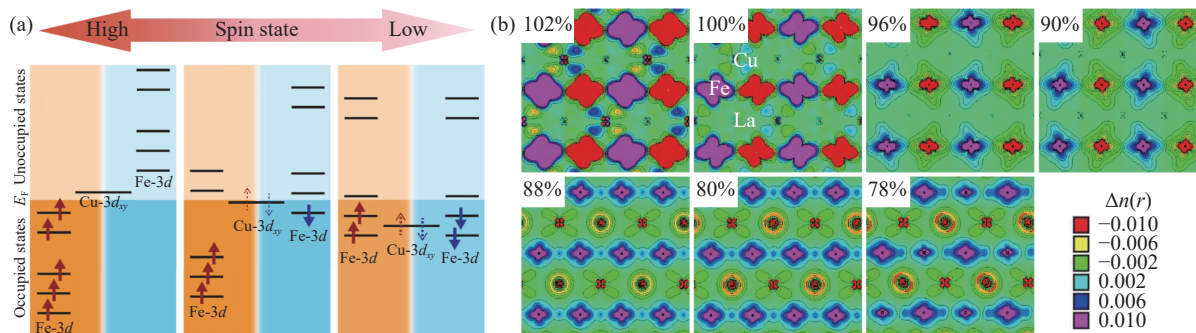 (a)
High
Spin state
Low
Unoccupied states
E_F
Occupied states
Fe-3d
Cu-3d_xy
Fe-3d
Cu-3d_xy
Fe-3d
Fe-3d
Fe-3d
Cu-3d_xy
Fe-3d
(b)
102%
100%
96%
90%
Cu
Fe
La
88%
80%
78%
Δn(r)
−0.010
−0.006
−0.002
0.002
0.006
0.010